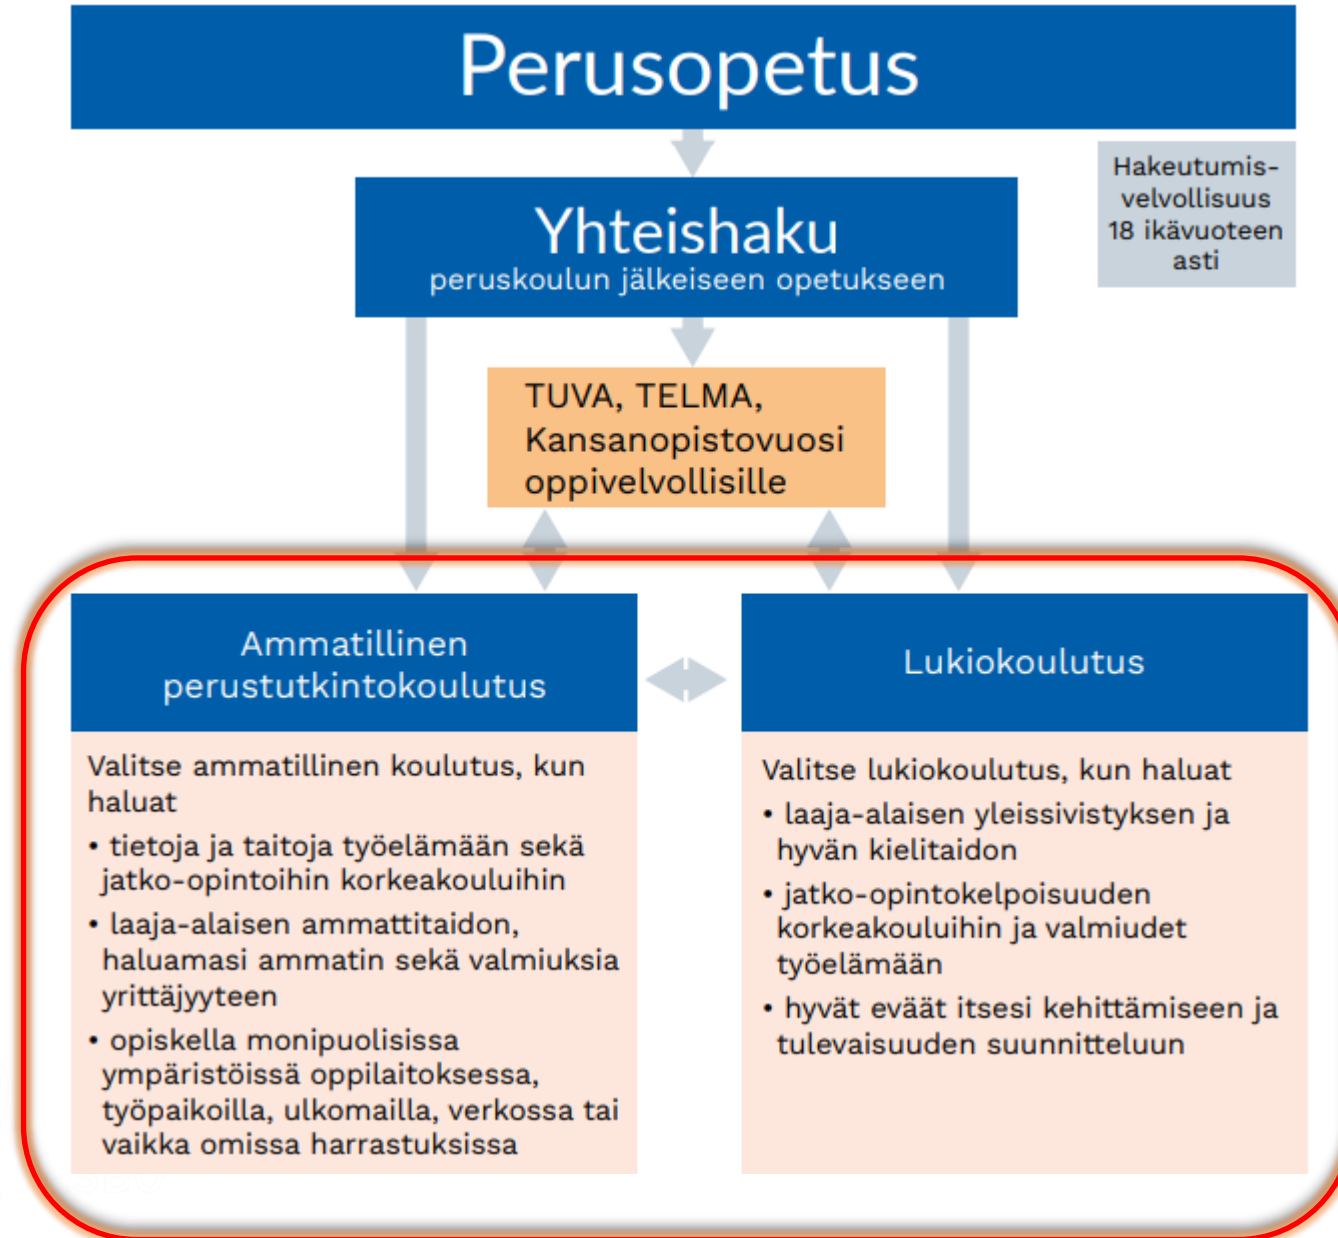 Perusopetus
Hakeutumis-
velvollisuus
18 ikävuoteen
asti
Yhteishaku
peruskoulun jälkeiseen opetukseen
TUVA, TELMA,
Kansanopistovuosi
oppivelvollisille
Ammatillinen
perustutkintokoulutus
Valitse ammatillinen koulutus, kun
haluat
• tietoja ja taitoja työelämään sekä
jatko-opintoihin korkeakouluihin
• laaja-alaisen ammattitaidon,
haluamasi ammatin sekä valmiuksia
yrittäjyyteen
• opiskella monipuolisissa
ympäristöissä oppilaitoksessa,
työpaikoilla, ulkomailla, verkossa tai
vaikka omissa harrastuksissa
Lukiokoulutus
Valitse lukiokoulutus, kun haluat
• laaja-alaisen yleissivistyksen ja
hyvän kielitaidon
• jatko-opintokelpoisuuden
korkeakouluihin ja valmiudet
työelämään
• hyvät eväät itsesi kehittämiseen ja
tulevaisuuden suunnitteluun